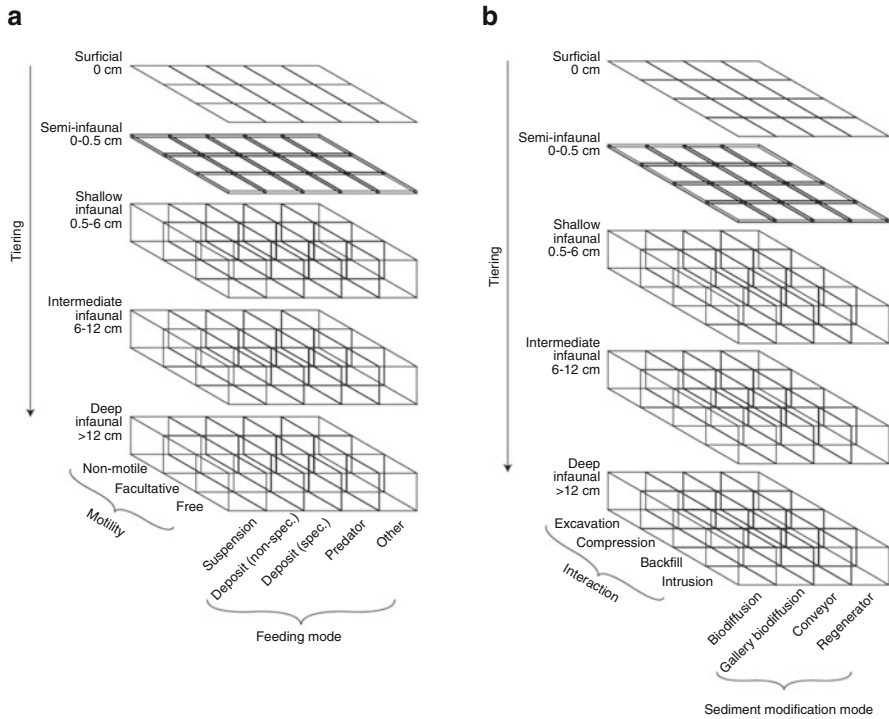 a
Surficial
0 cm
Semi-infaunal
0-0.5 cm
Shallow
infaunal
0.5-6 cm
Intermediate
infaunal
6-12 cm
Deep
infaunal
>12 cm
Tiering
Non-motile
Facultative
Free
Motility
Suspension
Deposit (non-spec.)
Deposit (spec.)
Predator
Other
Feeding mode
b
Surficial
0 cm
Semi-infaunal
0-0.5 cm
Shallow
infaunal
0.5-6 cm
Intermediate
infaunal
6-12 cm
Deep
infaunal
>12 cm
Tiering
Excavation
Compression
Backfill
Intrusion
Interaction
Biodiffusion
Gallery biodiffusion
Conveyor
Regenerator
Sediment modification mode